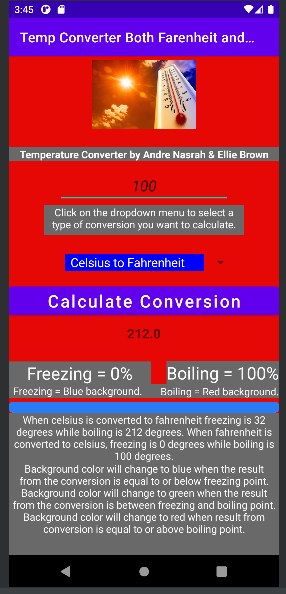 3:45
Temp Converter Both Farenheit and...
Temperature Converter by Andre Nasrah & Ellie Brown
100
Click on the dropdown menu to select a
type of conversion you want to calculate.
Celsius to Fahrenheit
Calculate Conversion
212.0
Freezing = 0%
Boiling = 100%
Freezing = Blue background.
Boiling = Red background.
When celsius is converted to fahrenheit freezing is 32
degrees while boiling is 212 degrees. When fahrenheit is
converted to celsius, freezing is 0 degrees while boiling is
100 degrees.
Background color will change to blue when the result
from the conversion is equal to or below freezing point.
Background color will change to green when the result
from the conversion is between freezing and boiling point.
Background color will change to red when result from
conversion is equal to or above boiling point.